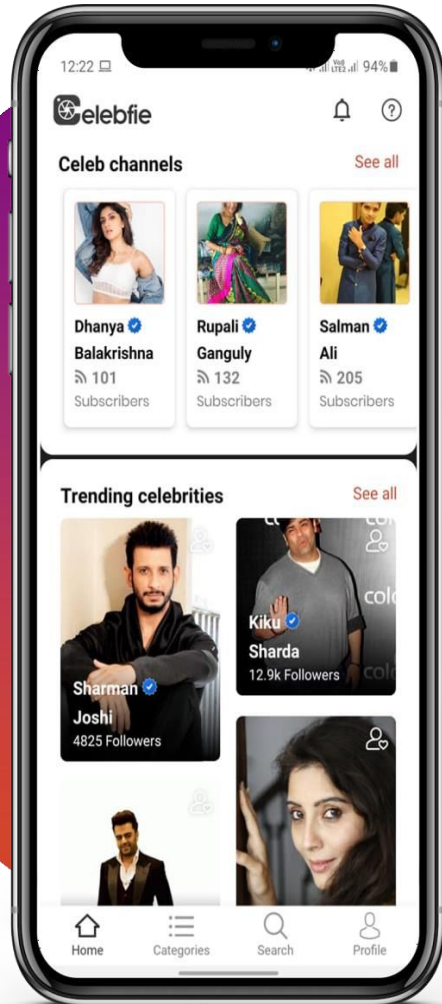 12:22
94%
Celebfie
Celeb channels
See all
Dhanya
Balakrishna
101
Subscribers
Rupali
Ganguly
132
Subscribers
Salman
Ali
205
Subscribers
Trending celebrities
See all
Sharman
Joshi
4825 Followers
Kiku
Sharda
12.9k Followers
Home
Categories
Search
Profile